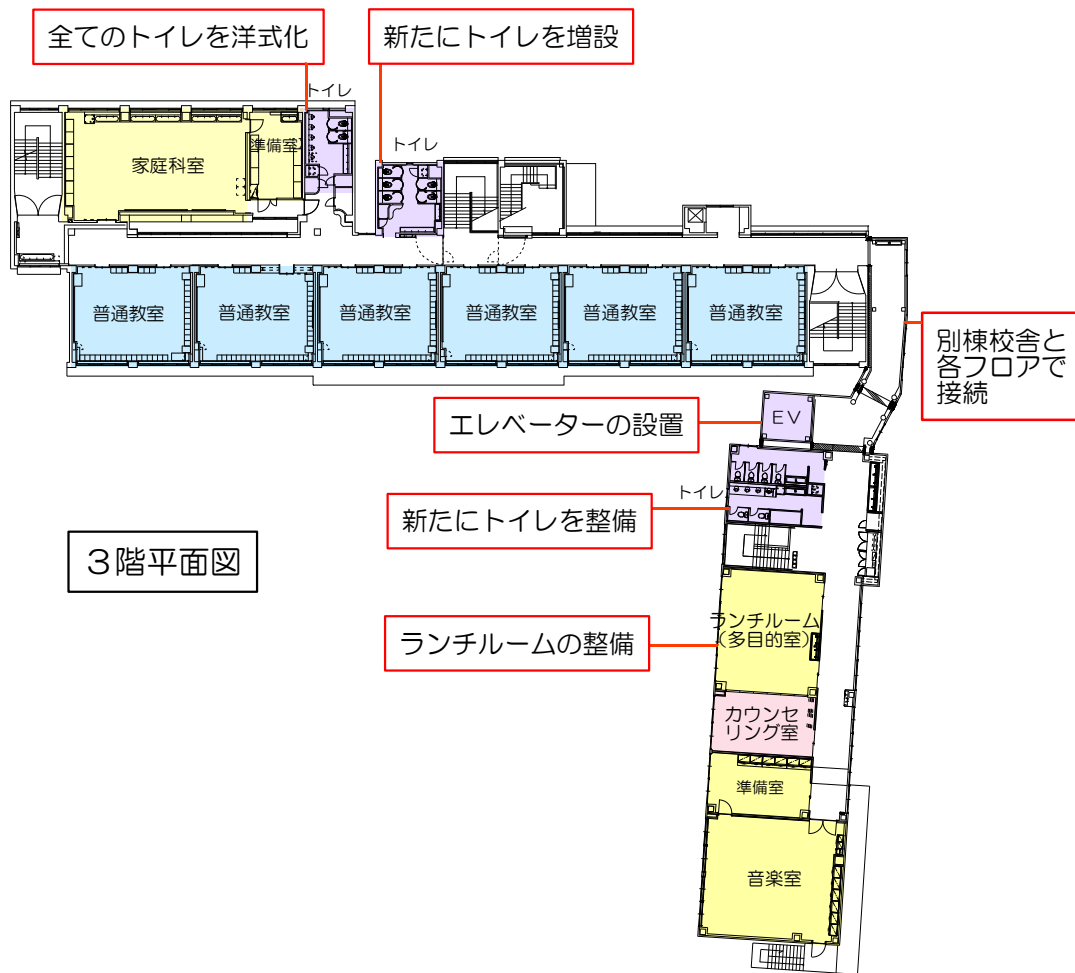 全てのトイレを洋式化
新たにトイレを増設
トイレ
トイレ
家庭科室
準備室
普通教室
普通教室
普通教室
普通教室
普通教室
普通教室
別棟校舎と
各フロアで
接続
エレベーターの設置
EV
トイレ
新たにトイレを整備
3階平面図
ランチルームの整備
ランチルーム
(多目的室)
カウンセ
リング室
準備室
音楽室